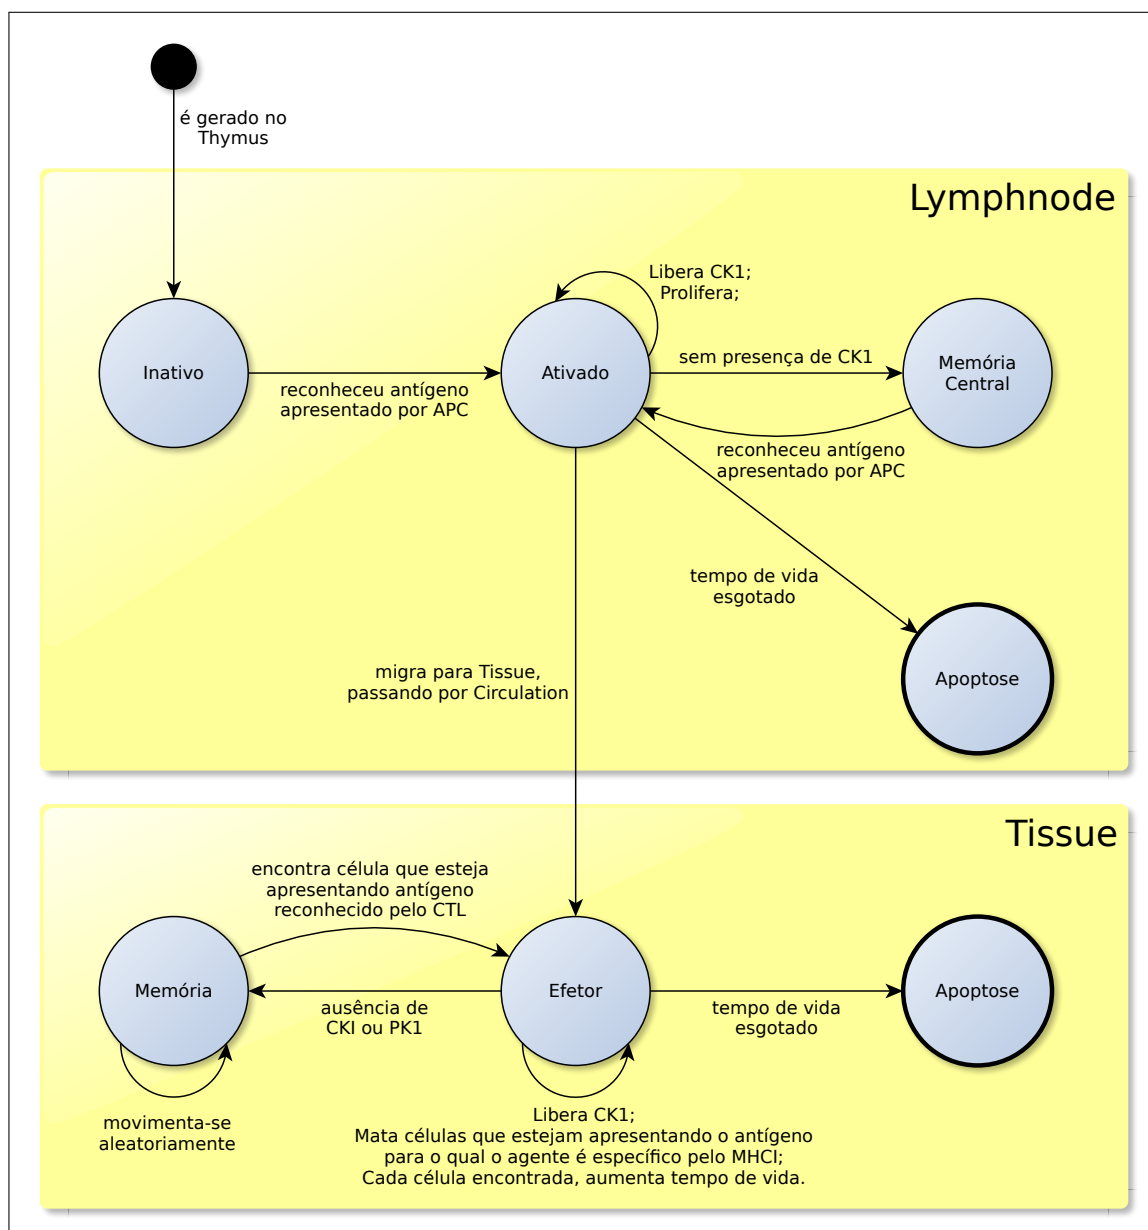 é gerado no
Thymus
Lymphnode
Libera CK1;
Prolifera;
Inativo
reconheceu antígeno
apresentado por APC
Ativado
sem presença de CK1
Memória
Central
reconheceu antígeno
apresentado por APC
tempo de vida
esgotado
Apoptose
migra para Tissue,
passando por Circulation
Tissue
encontra célula que esteja
apresentando antígeno
reconhecido pelo CTL
Memória
ausência de
CKI ou PK1
Efetor
tempo de vida
esgotado
Apoptose
movimenta-se
aleatoriamente
Libera CK1;
Mata células que estejam apresentando o antígeno
para o qual o agente é específico pelo MHCI;
Cada célula encontrada, aumenta tempo de vida.